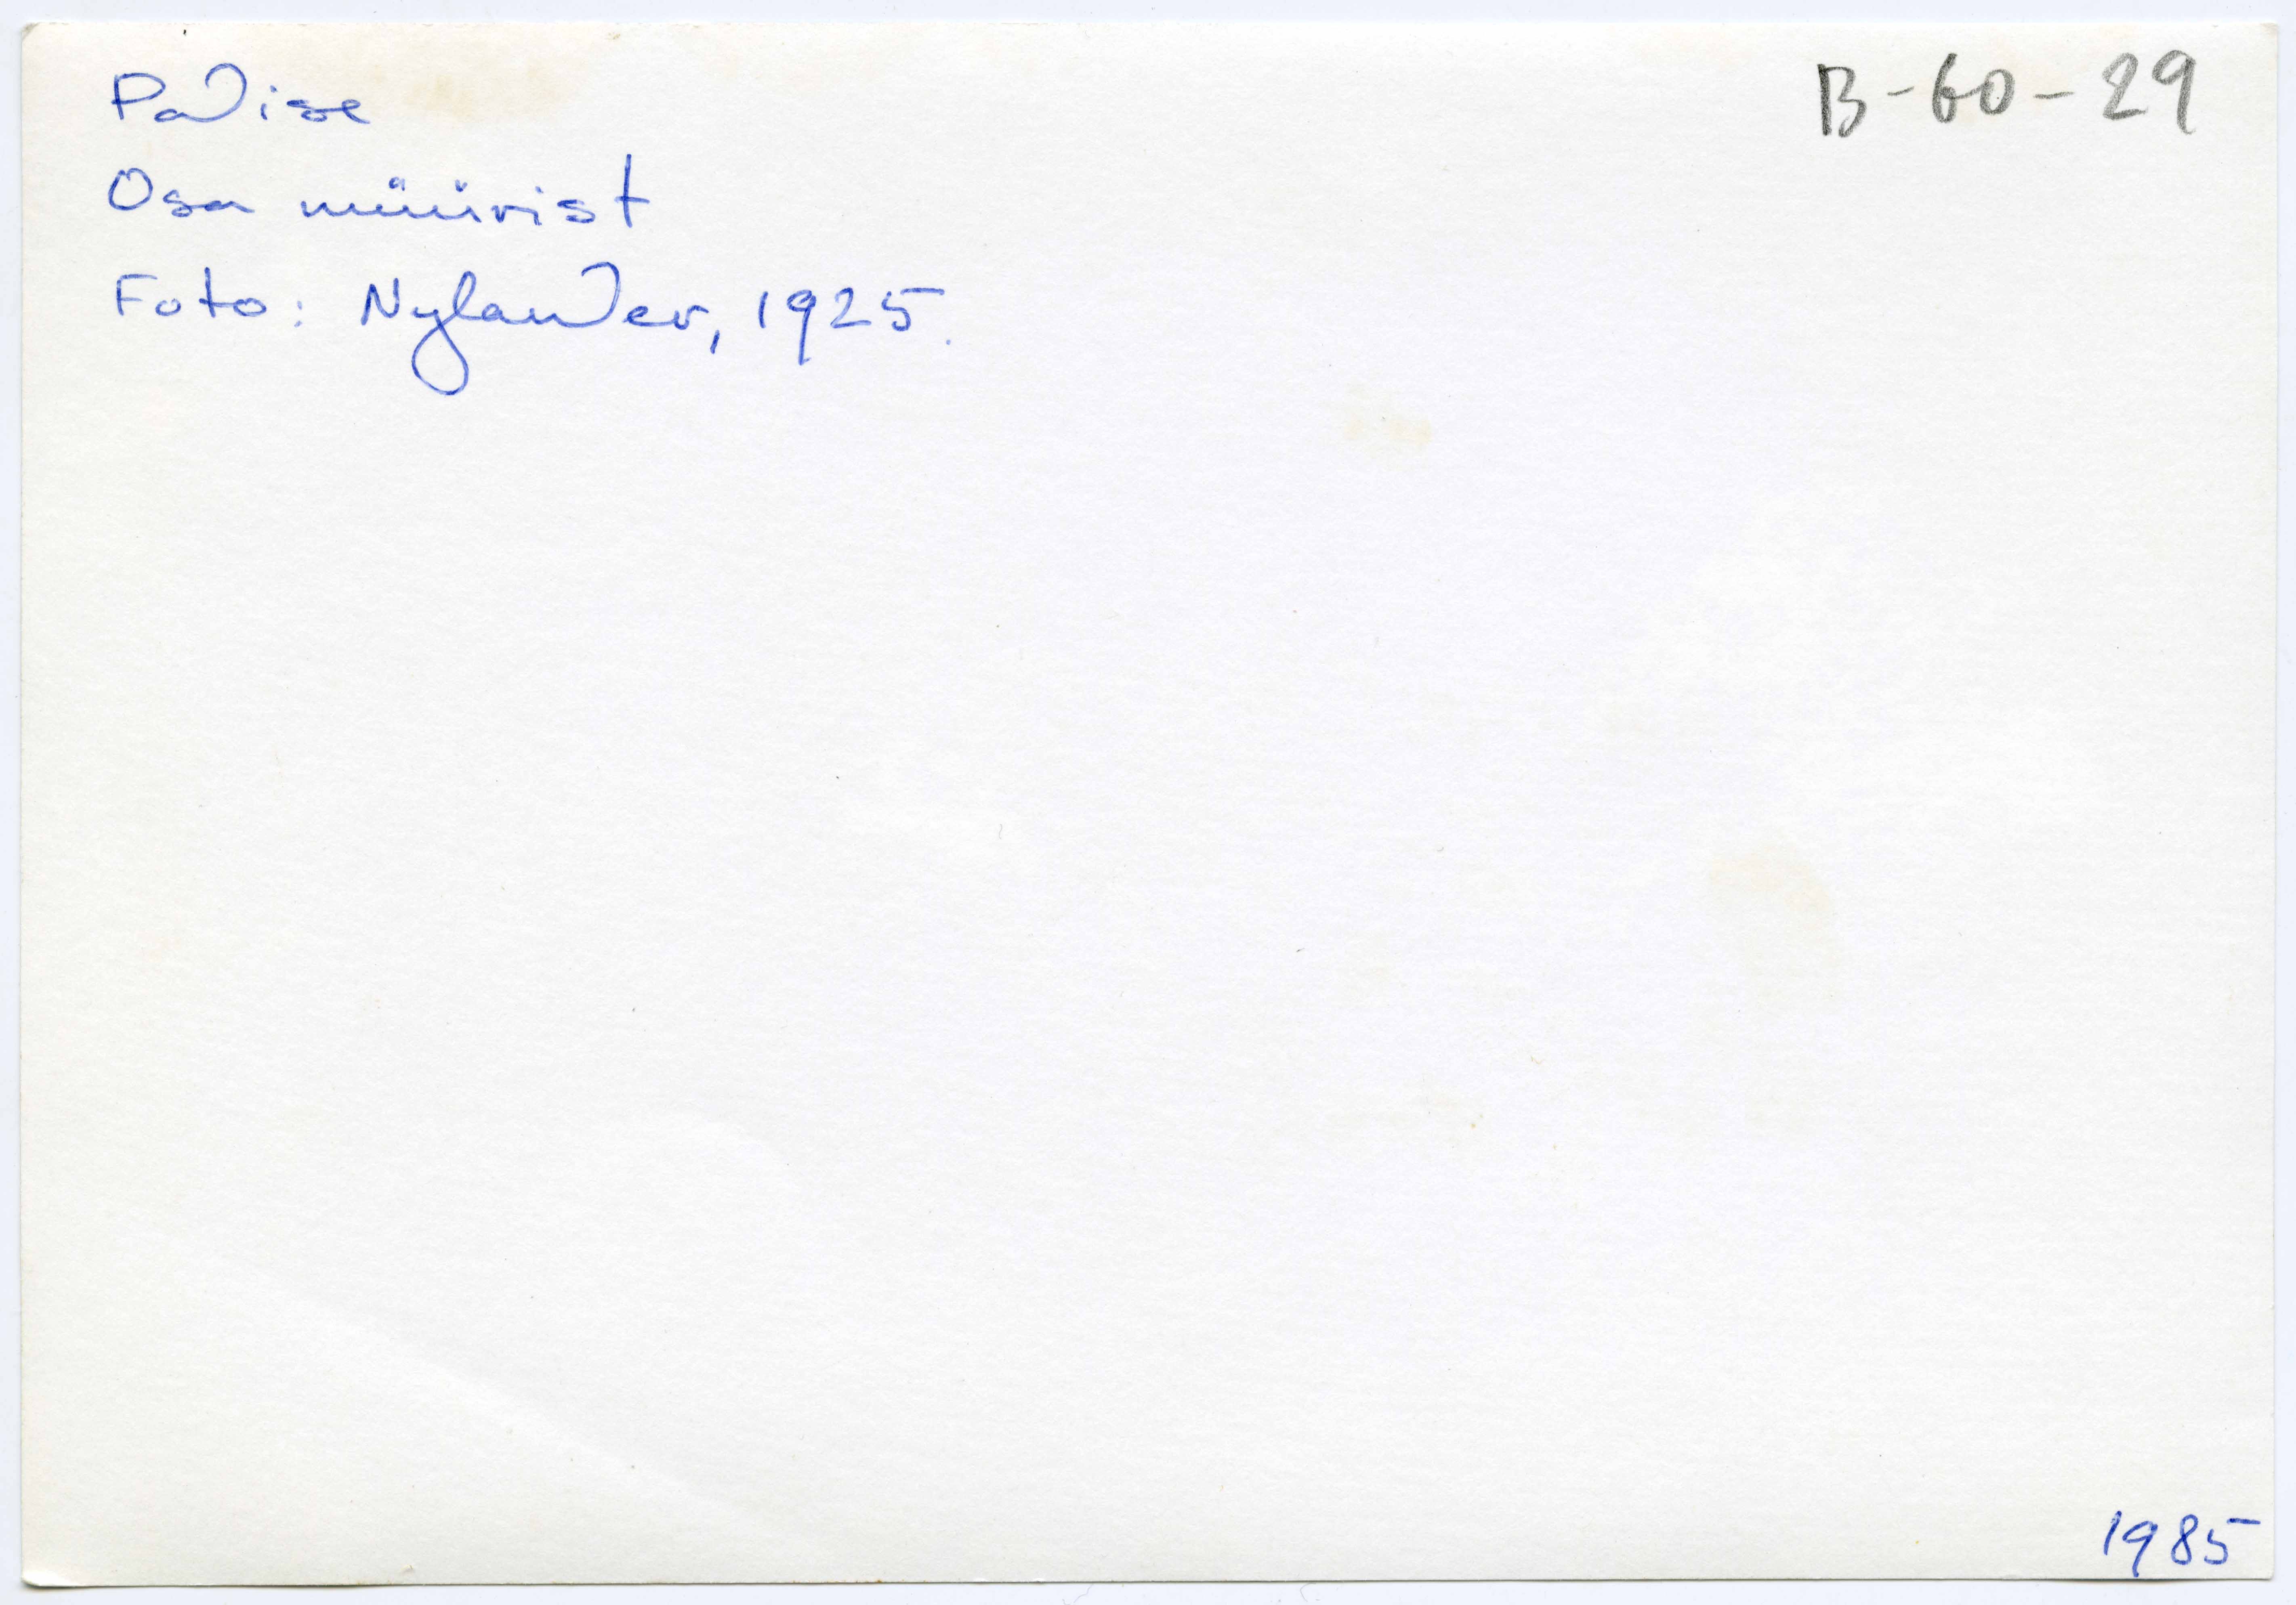 Padise
B-60-29
Osa müürist
Foto: Nylander, 1925.
1985